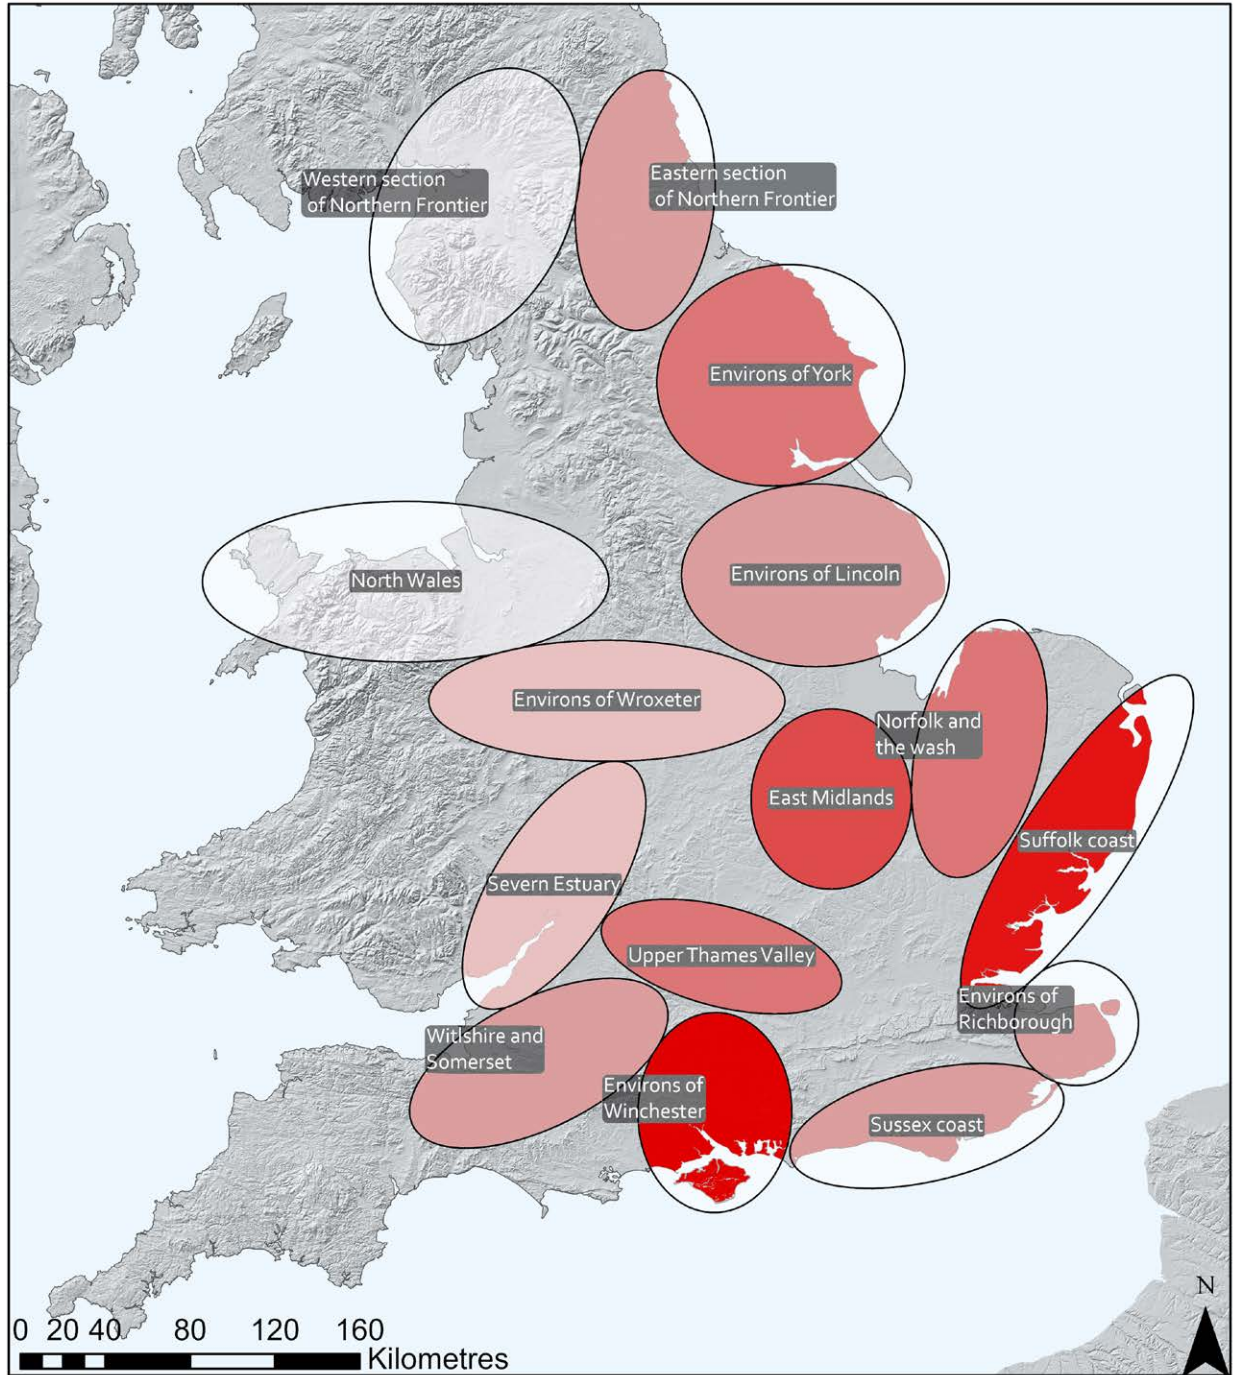 Western section
of Northern Frontier
Eastern section
of Northern Frontier
Environs of York
North Wales
Environs of Lincoln
Environs of Wroxeter
Norfolk and
the wash
East Midlands
Suffolk coast
Severn Estuary
Upper Thames Valley
Environs of
Richborough
Witlshire and
Somerset
Environs of
Winchester
Sussex coast
N
0 20 40 80 120 160
Kilometres